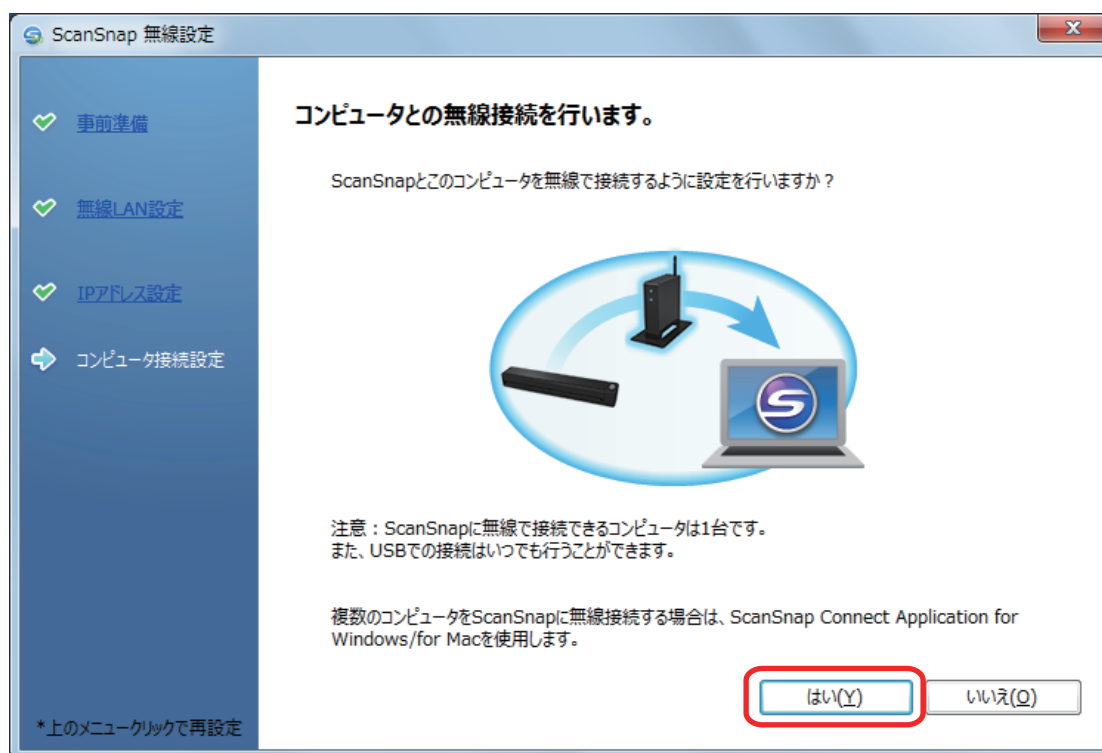 ScanSnap 無線設定
事前準備
無線LAN設定
IPアドレス設定
コンピュータ接続設定
*上のメニュークリックで再設定
コンピュータとの無線接続を行います。
ScanSnapとこのコンピュータを無線で接続するように設定を行いますか？
注意：ScanSnapに無線で接続できるコンピュータは1台です。
また、USBでの接続はいつでも行うことができます。
複数のコンピュータをScanSnapに無線接続する場合は、ScanSnap Connect Application for
Windows/for Macを使用します。
はい(Y)
いいえ(O)